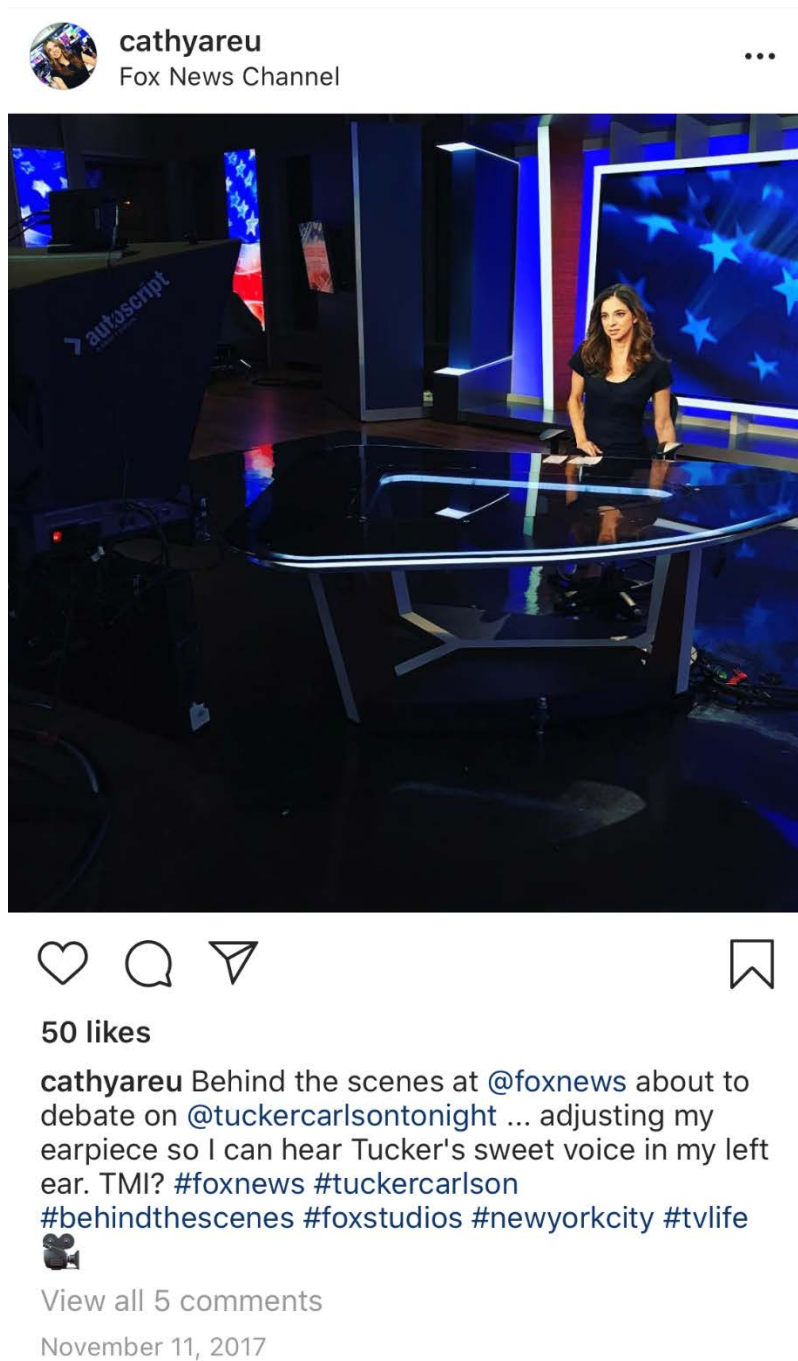 cathyareu
Fox News Channel
autoscript
50 likes
cathyareu Behind the scenes at @foxnews about to
debate on @tuckercarlsontonight ... adjusting my
earpiece so I can hear Tucker's sweet voice in my left
ear. TMI? #foxnews #tuckercarlson
#behindthescenes #foxstudios #newyorkcity #tvlife
🎥
View all 5 comments
November 11, 2017